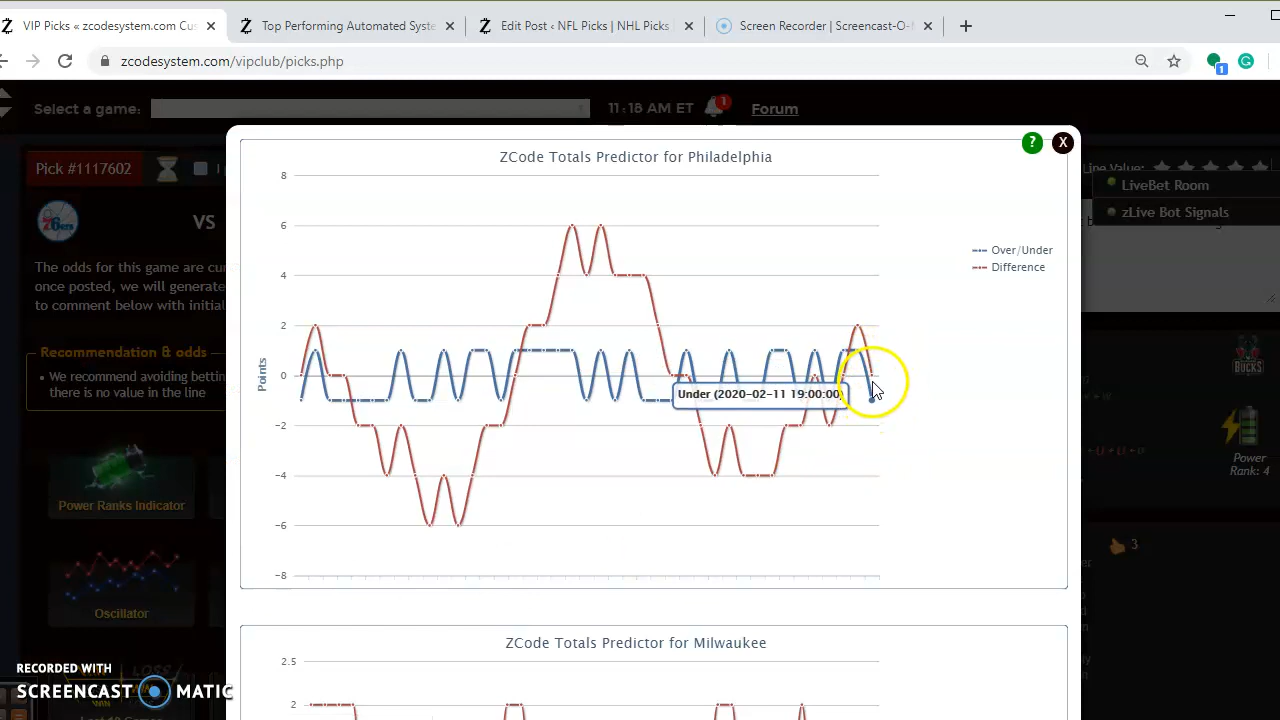 VIP Picks « zcodesystem.com Cus
Top Performing Automated Syste
Edit Post ‹ NFL Picks | NHL Picks |
Screen Recorder | Screencast-O-M
zcodesystem.com/vipclub/picks.php
1
Select a game:
11:18 AM ET
1
Forum
Pick #1117602
Line Value:
VS
LiveBet Room
zLive Bot Signals
The odds for this game are cur
once posted, we will generate
to comment below with initial
Recommendation & odds
We recommend avoiding bettin
there is no value in the line
Power Ranks Indicator
Oscillator
BUCKS
Power
Rank: 4
3
? X
ZCode Totals Predictor for Philadelphia
8
6
4
2
0
−2
−4
−6
−8
Points
Over/Under
Difference
Under (2020−02−11 19:00:00)
ZCode Totals Predictor for Milwaukee
2.5
2
RECORDED WITH
SCREENCAST MATIC